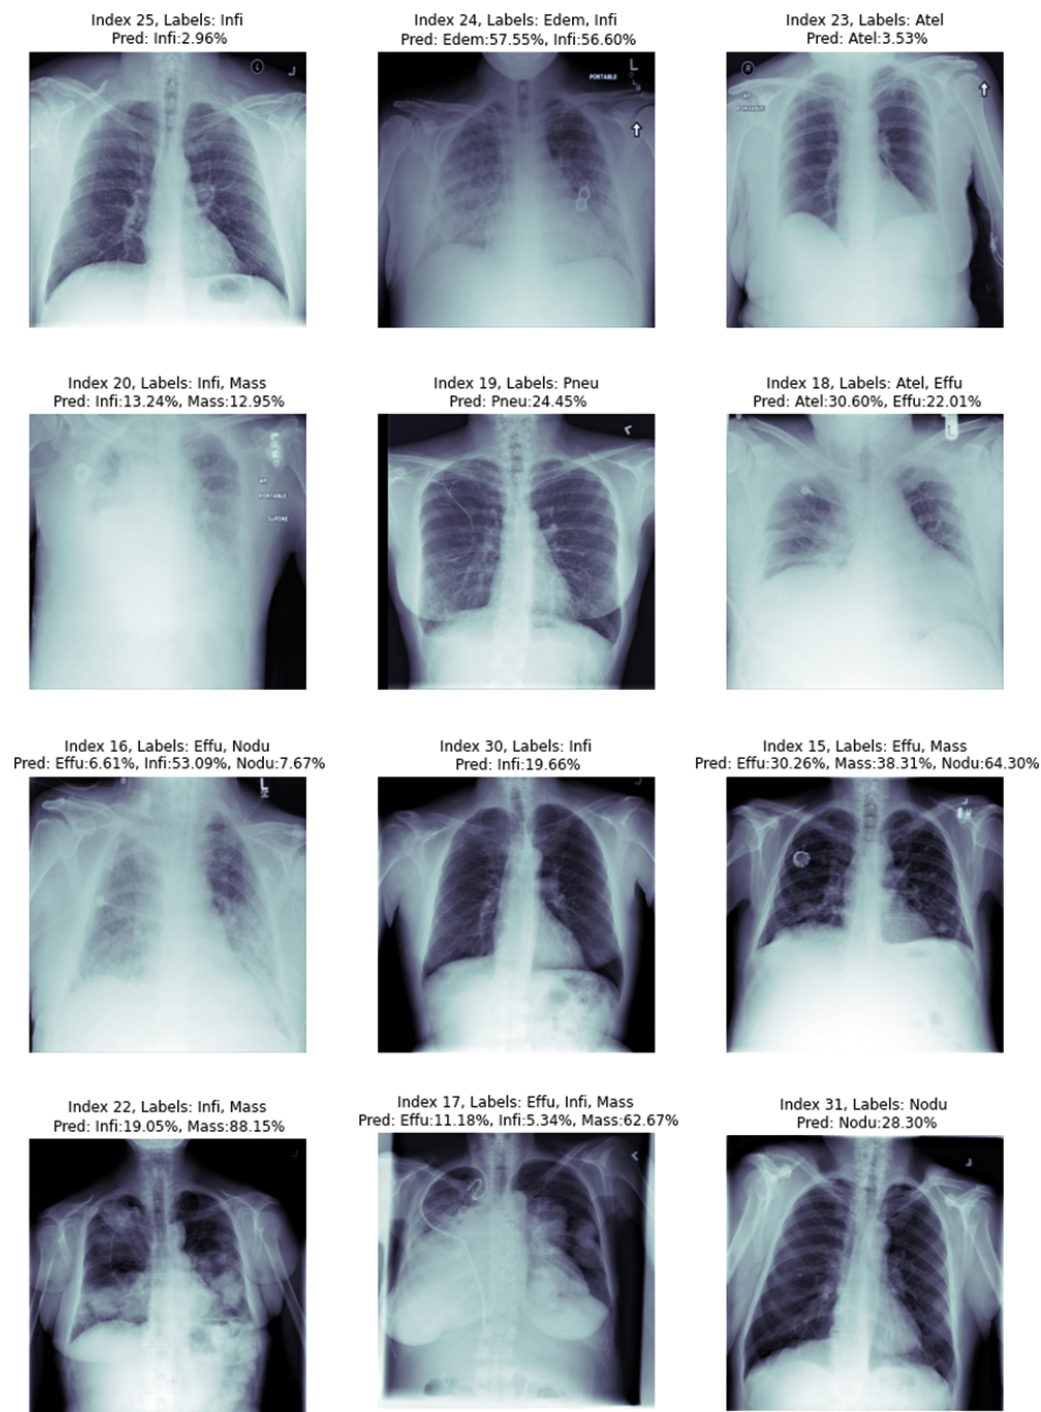 Index 25, Labels: Infi
Pred: Infi:2.96%
Index 24, Labels: Edem, Infi
Pred: Edem:57.55%, Infi:56.60%
PORTABLE
L
Index 23, Labels: Atel
Pred: Atel:3.53%
R
AP
PORTABLE
Index 20, Labels: Infi, Mass
Pred: Infi:13.24%, Mass:12.95%
AP
PORTABLE
SUPINE
Index 19, Labels: Pneu
Pred: Pneu:24.45%
Index 18, Labels: Atel, Effu
Pred: Atel:30.60%, Effu:22.01%
Index 16, Labels: Effu, Nodu
Pred: Effu:6.61%, Infi:53.09%, Nodu:7.67%
L
Index 30, Labels: Infi
Pred: Infi:19.66%
Index 15, Labels: Effu, Mass
Pred: Effu:30.26%, Mass:38.31%, Nodu:64.30%
Index 22, Labels: Infi, Mass
Pred: Infi:19.05%, Mass:88.15%
Index 17, Labels: Effu, Infi, Mass
Pred: Effu:11.18%, Infi:5.34%, Mass:62.67%
Index 31, Labels: Nodu
Pred: Nodu:28.30%